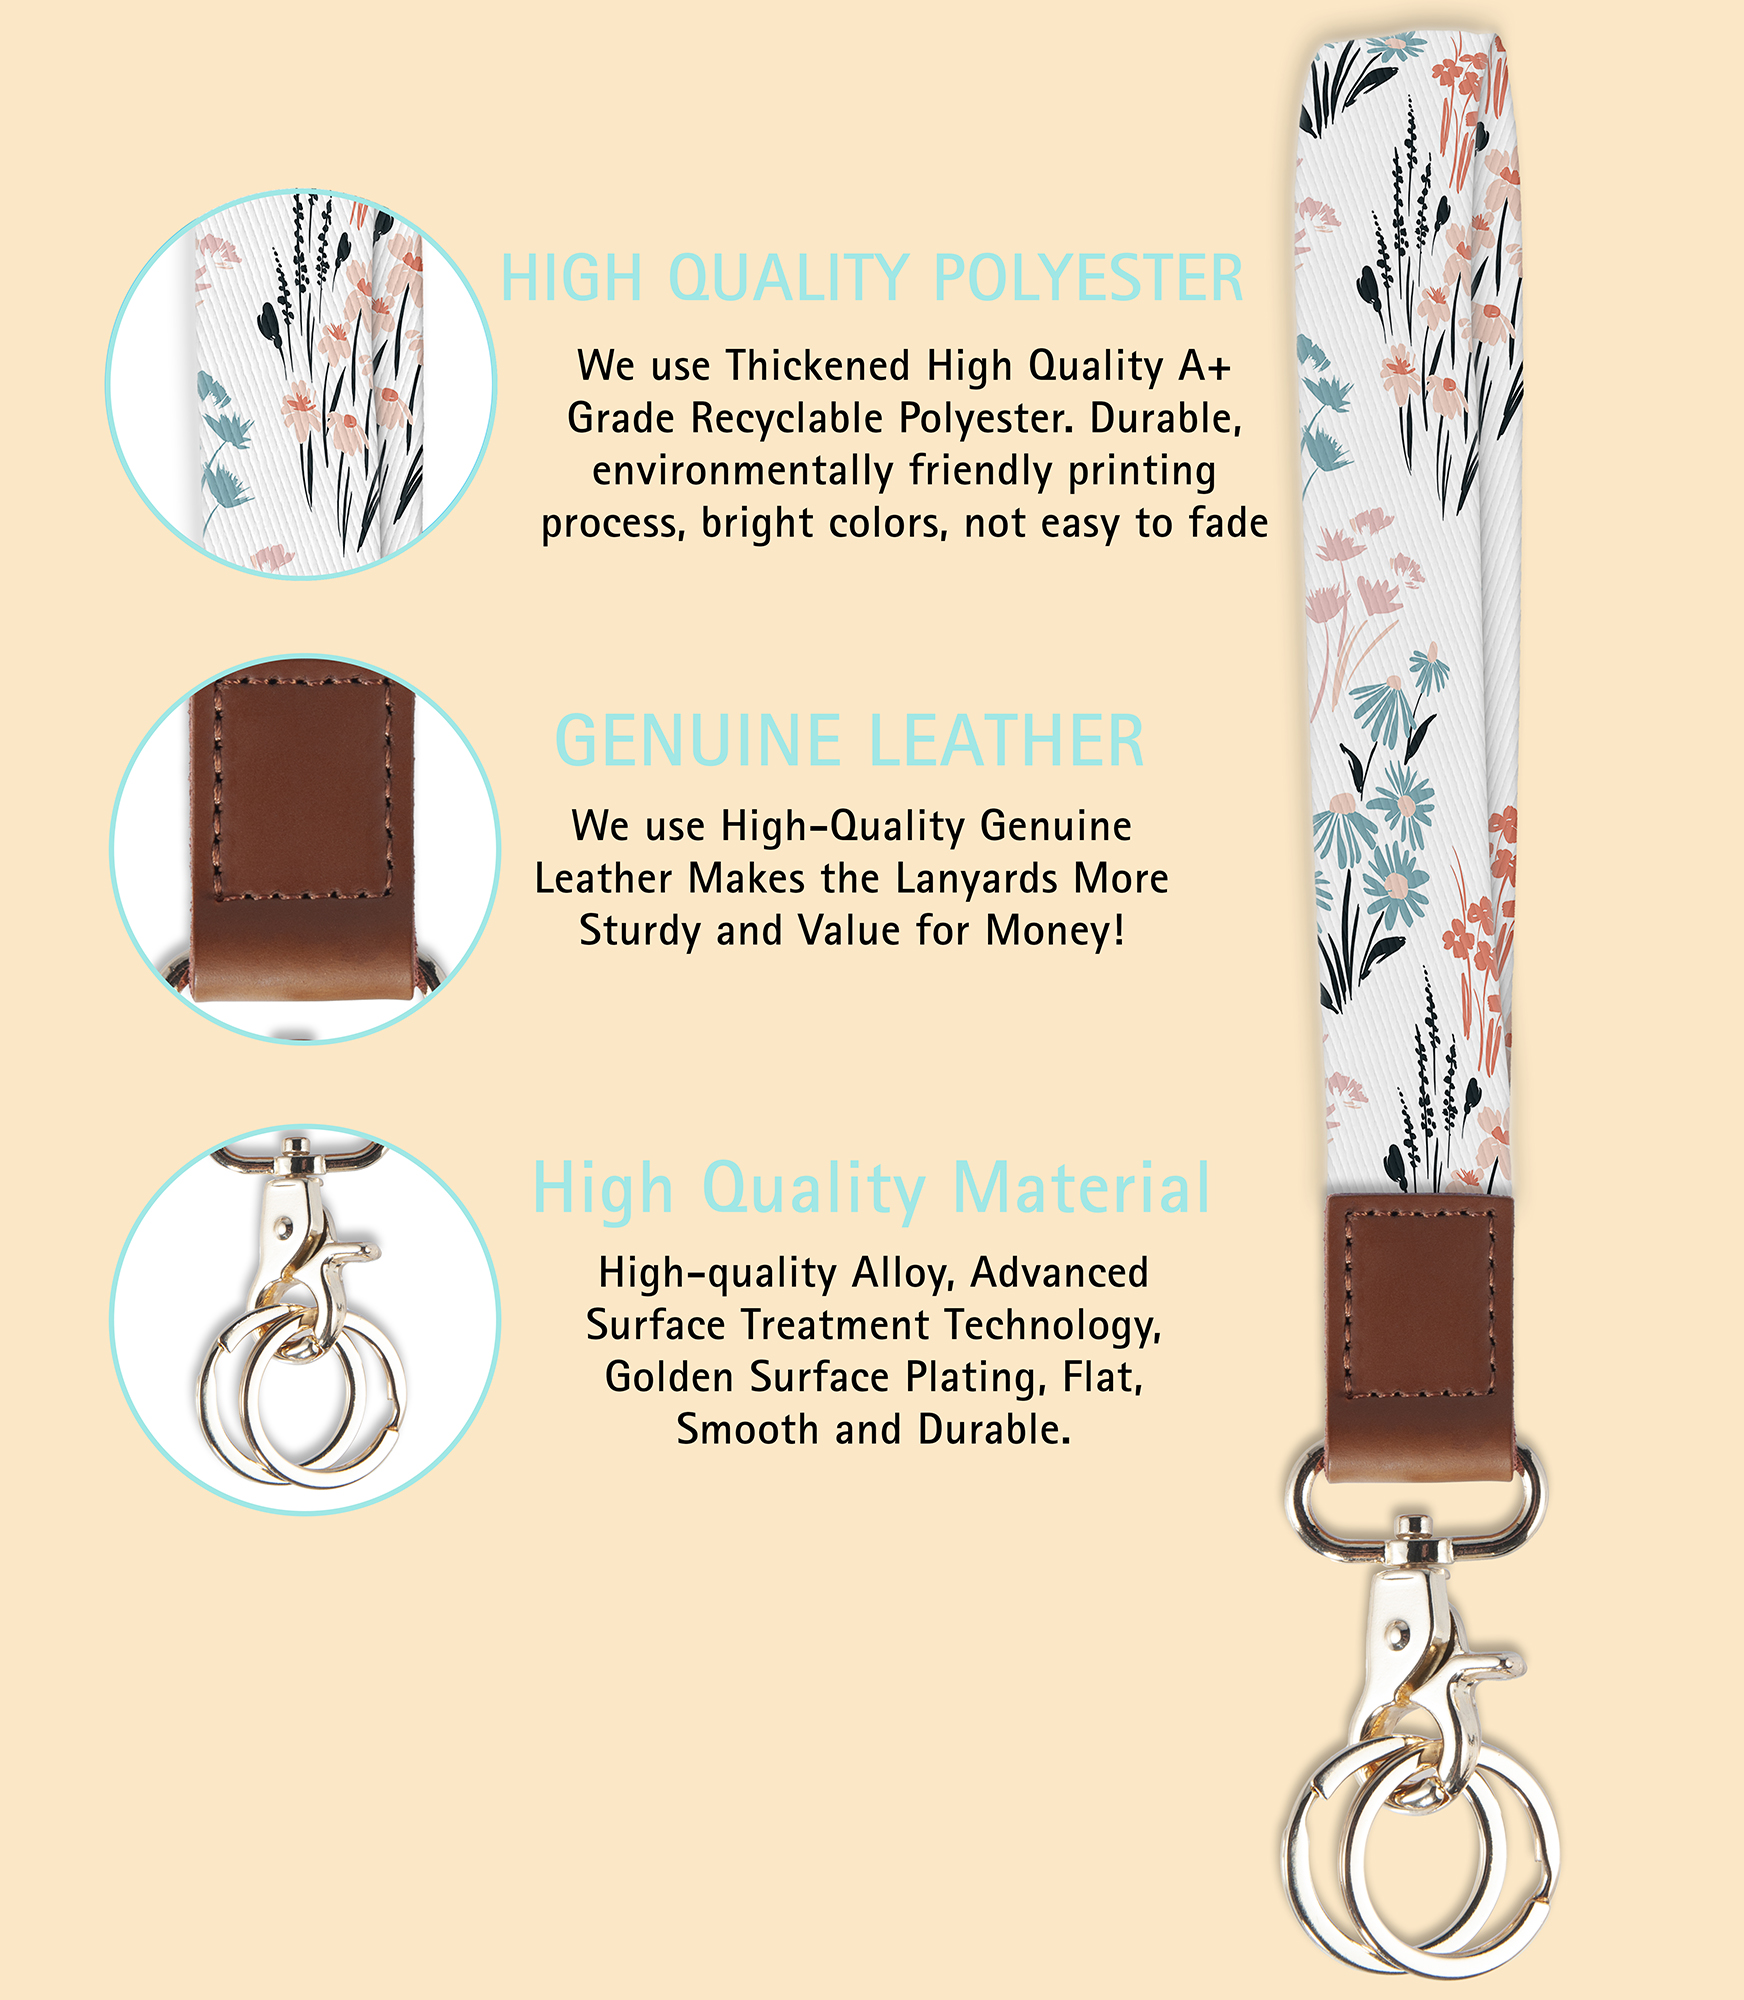 HIGH QUALITY POLYESTER
We use Thickened High Quality A+
Grade Recyclable Polyester. Durable,
environmentally friendly printing
process, bright colors, not easy to fade
GENUINE LEATHER
We use High-Quality Genuine
Leather Makes the Lanyards More
Sturdy and Value for Money!
High Quality Material
High-quality Alloy, Advanced
Surface Treatment Technology,
Golden Surface Plating, Flat,
Smooth and Durable.